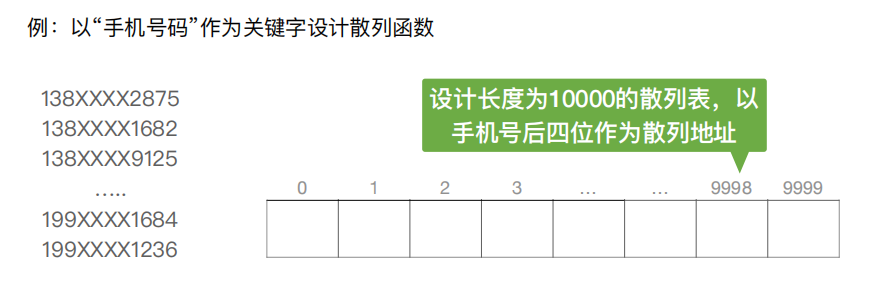 例：以“手机号码”作为关键字设计散列函数
138XXXX2875
138XXXX1682
138XXXX9125
…..
199XXXX1684
199XXXX1236
设计长度为10000的散列表，以
手机号后四位作为散列地址
0 1 2 3 … … 9998 9999